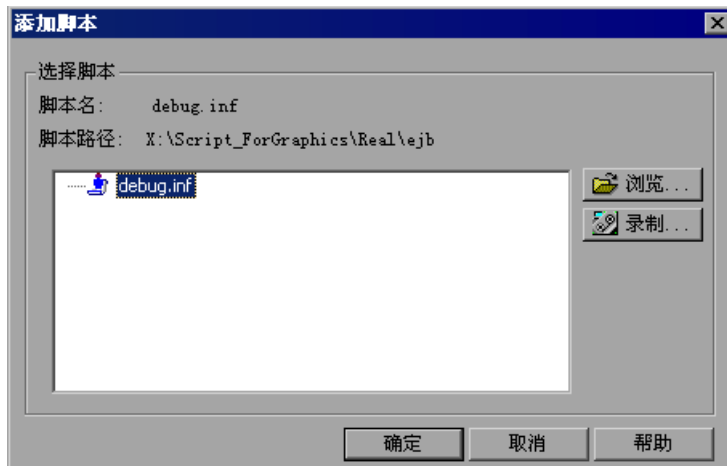 添加脚本
选择脚本
脚本名: debug.inf
脚本路径: X:\Script_ForGraphics\Real\ejb
debug.inf
浏览...
录制...
确定 取消 帮助